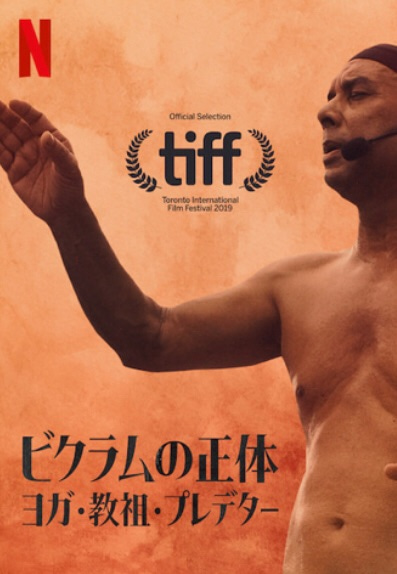 N
Official Selection
tiff
Toronto International
Film Festival 2019
ビクラムの正体
ヨガ・教祖・プレデター